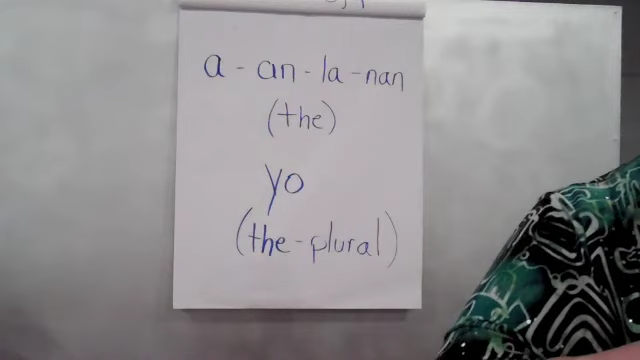 a - an - la - nan
(the)
yo
(the - plural)